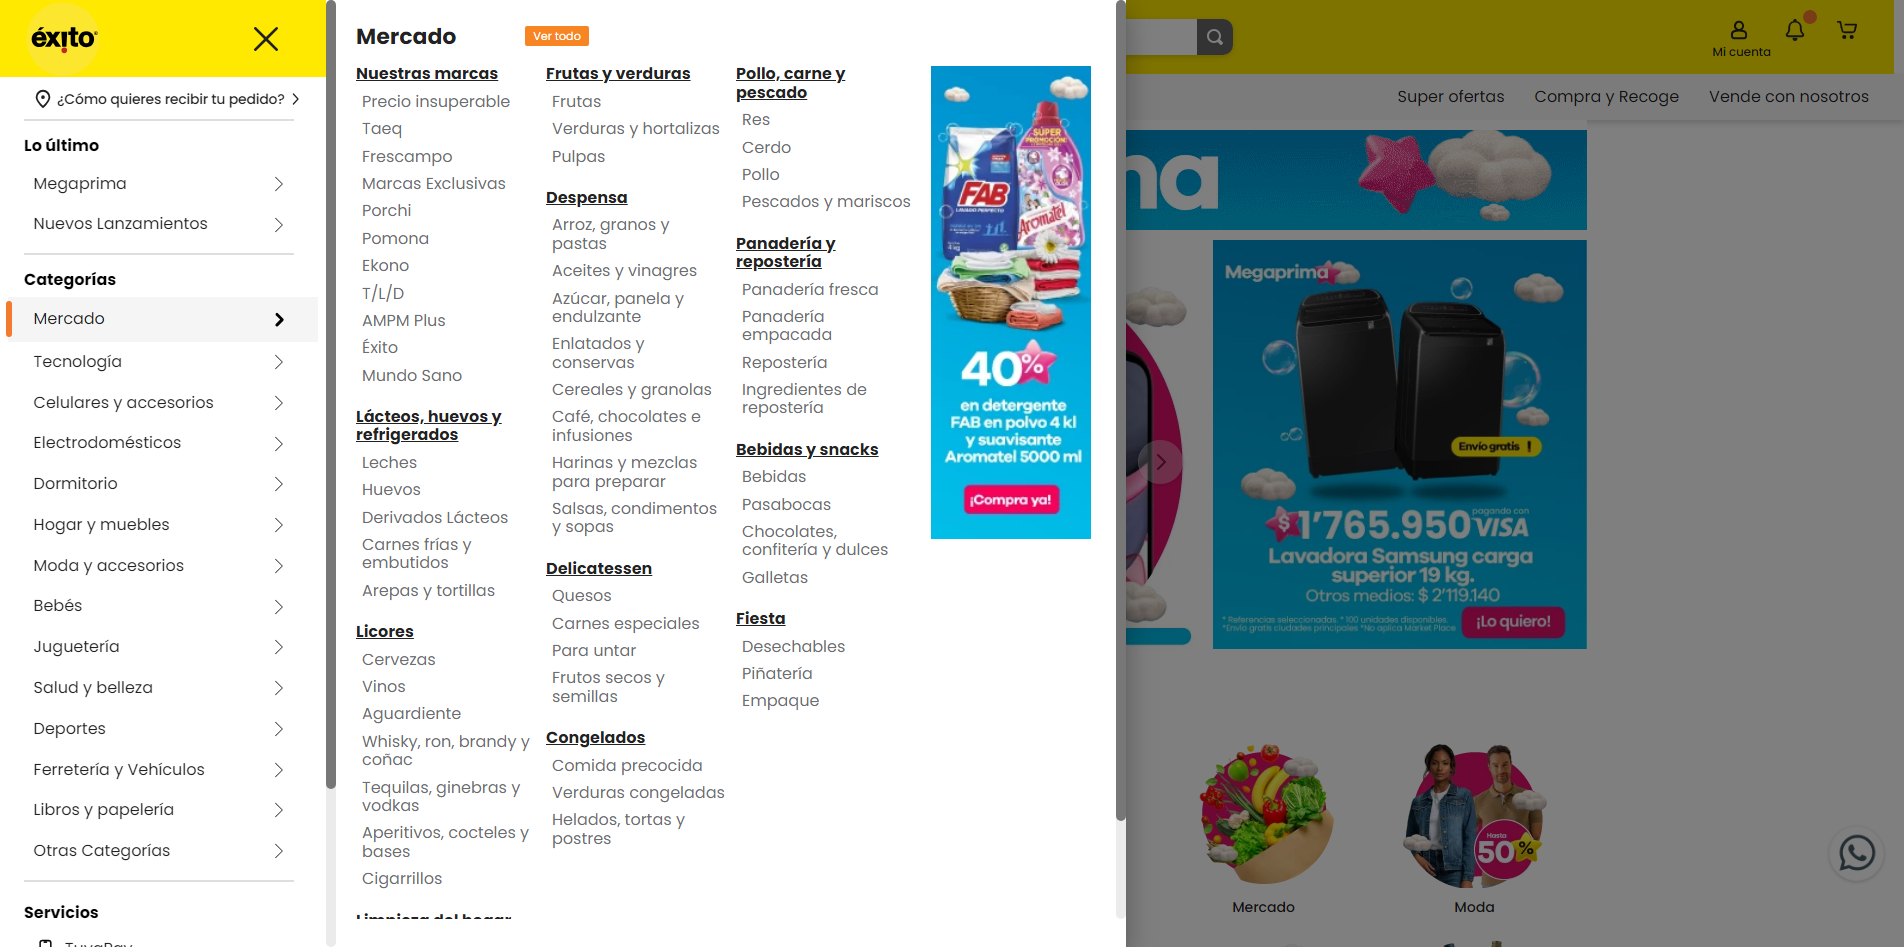 éxito
¿Cómo quieres recibir tu pedido?
Lo último
Megaprima
Nuevos Lanzamientos
Categorías
Mercado
Tecnología
Celulares y accesorios
Electrodomésticos
Dormitorio
Hogar y muebles
Moda y accesorios
Bebés
Juguetería
Salud y belleza
Deportes
Ferretería y Vehículos
Libros y papelería
Otras Categorías
Servicios
TuyaPay
Mercado
Ver todo
Nuestras marcas
Precio insuperable
Taeq
Frescampo
Marcas Exclusivas
Porchi
Pomona
Ekono
T/L/D
AMPM Plus
Éxito
Mundo Sano
Lácteos, huevos y
refrigerados
Leches
Huevos
Derivados Lácteos
Carnes frías y
embutidos
Arepas y tortillas
Licores
Cervezas
Vinos
Aguardiente
Whisky, ron, brandy y
coñac
Tequilas, ginebras y
vodkas
Aperitivos, cocteles y
bases
Cigarrillos
Limpieza del hogar
Frutas y verduras
Frutas
Verduras y hortalizas
Pulpas
Despensa
Arroz, granos y
pastas
Aceites y vinagres
Azúcar, panela y
endulzante
Enlatados y
conservas
Cereales y granolas
Café, chocolates e
infusiones
Harinas y mezclas
para preparar
Salsas, condimentos
y sopas
Delicatessen
Quesos
Carnes especiales
Para untar
Frutos secos y
semillas
Congelados
Comida precocida
Verduras congeladas
Helados, tortas y
postres
Pollo, carne y
pescado
Res
Cerdo
Pollo
Pescados y mariscos
Panadería y
repostería
Panadería fresca
Panadería
empacada
Repostería
Ingredientes de
repostería
Bebidas y snacks
Bebidas
Pasabocas
Chocolates,
confitería y dulces
Galletas
Fiesta
Desechables
Piñatería
Empaque
SÚPER
PROMOCIÓN
FAB
LAVADO PERFECTO
Aromatel
40%
en detergente
FAB en polvo 4 kl
y suavisante
Aromatel 5000 ml
¡Compra ya!
Mi cuenta
Super ofertas
Compra y Recoge
Vende con nosotros
na
Megaprima
Envío gratis
$1'765.950
pagando con
VISA
Lavadora Samsung carga
superior 19 kg.
Otros medios: $ 2'119.140
* Referencias seleccionadas. * 100 unidades disponibles.
*Envío gratis ciudades principales *No aplica Market Place
¡Lo quiero!
Hasta
50%
Mercado
Moda